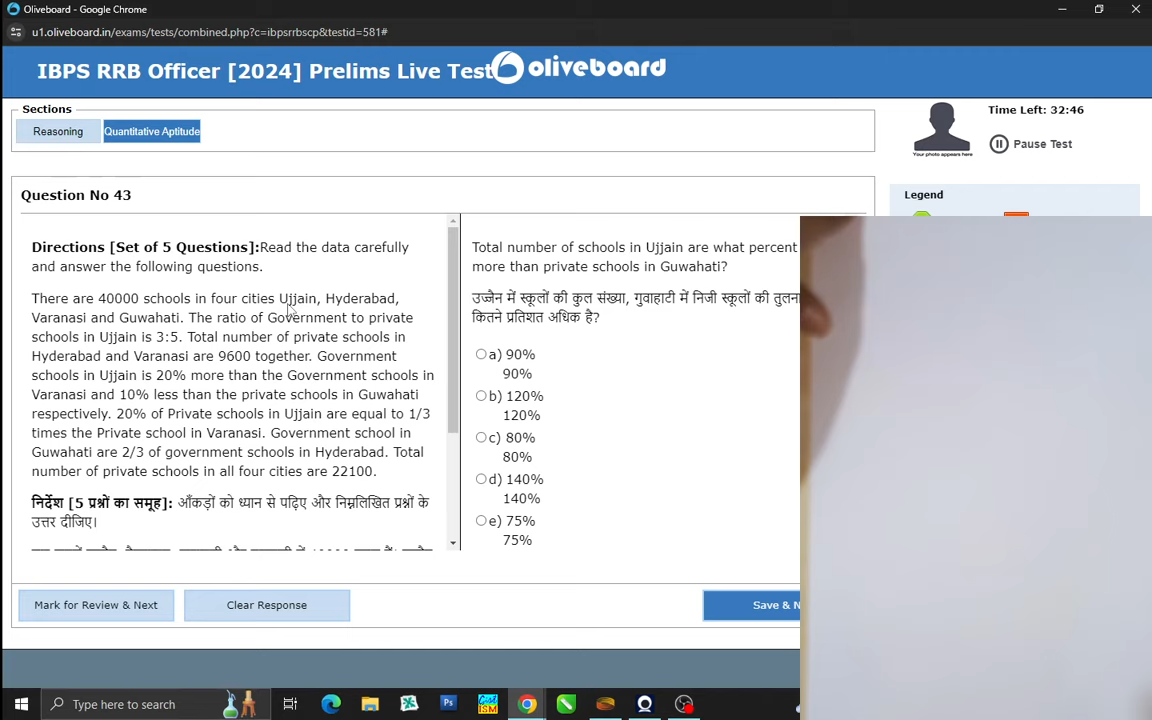 Oliveboard - Google Chrome
u1.oliveboard.in/exams/tests/combined.php?c=ibpsrrbscp&testid=581#
IBPS RRB Officer [2024] Prelims Live Test
oliveboard
Sections
Reasoning
Quantitative Aptitude
Your photo appears here
Time Left: 32:46
Pause Test
Question No 43
Legend
Directions [Set of 5 Questions]:Read the data carefully
and answer the following questions.
There are 40000 schools in four cities Ujjain, Hyderabad,
Varanasi and Guwahati. The ratio of Government to private
schools in Ujjain is 3:5. Total number of private schools in
Hyderabad and Varanasi are 9600 together. Government
schools in Ujjain is 20% more than the Government schools in
Varanasi and 10% less than the private schools in Guwahati
respectively. 20% of Private schools in Ujjain are equal to 1/3
times the Private school in Varanasi. Government school in
Guwahati are 2/3 of government schools in Hyderabad. Total
number of private schools in all four cities are 22100.
निर्देश [5 प्रश्नों का समूह]: आँकड़ों को ध्यान से पढ़िए और निम्नलिखित प्रश्नों के
उत्तर दीजिए।
Total number of schools in Ujjain are what percent
more than private schools in Guwahati?
उज्जैन में स्कूलों की कुल संख्या, गुवाहाटी में निजी स्कूलों की तुलना
कितने प्रतिशत अधिक है?
a) 90%
90%
b) 120%
120%
c) 80%
80%
d) 140%
140%
e) 75%
75%
Mark for Review & Next
Clear Response
Save & N
Type here to search
Ps
ISM